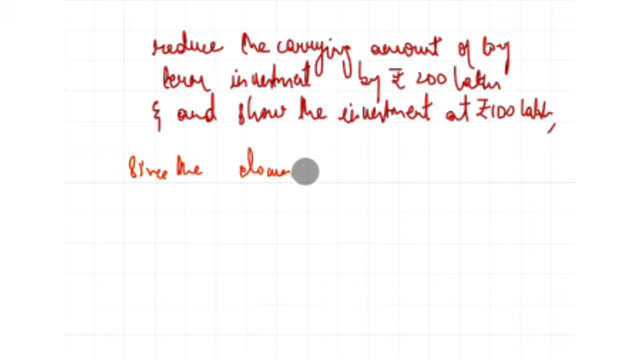 reduce the carrying amount of long
term investment by ₹ 200 lakhs
& and show the investment at ₹100 lakh,
Since the